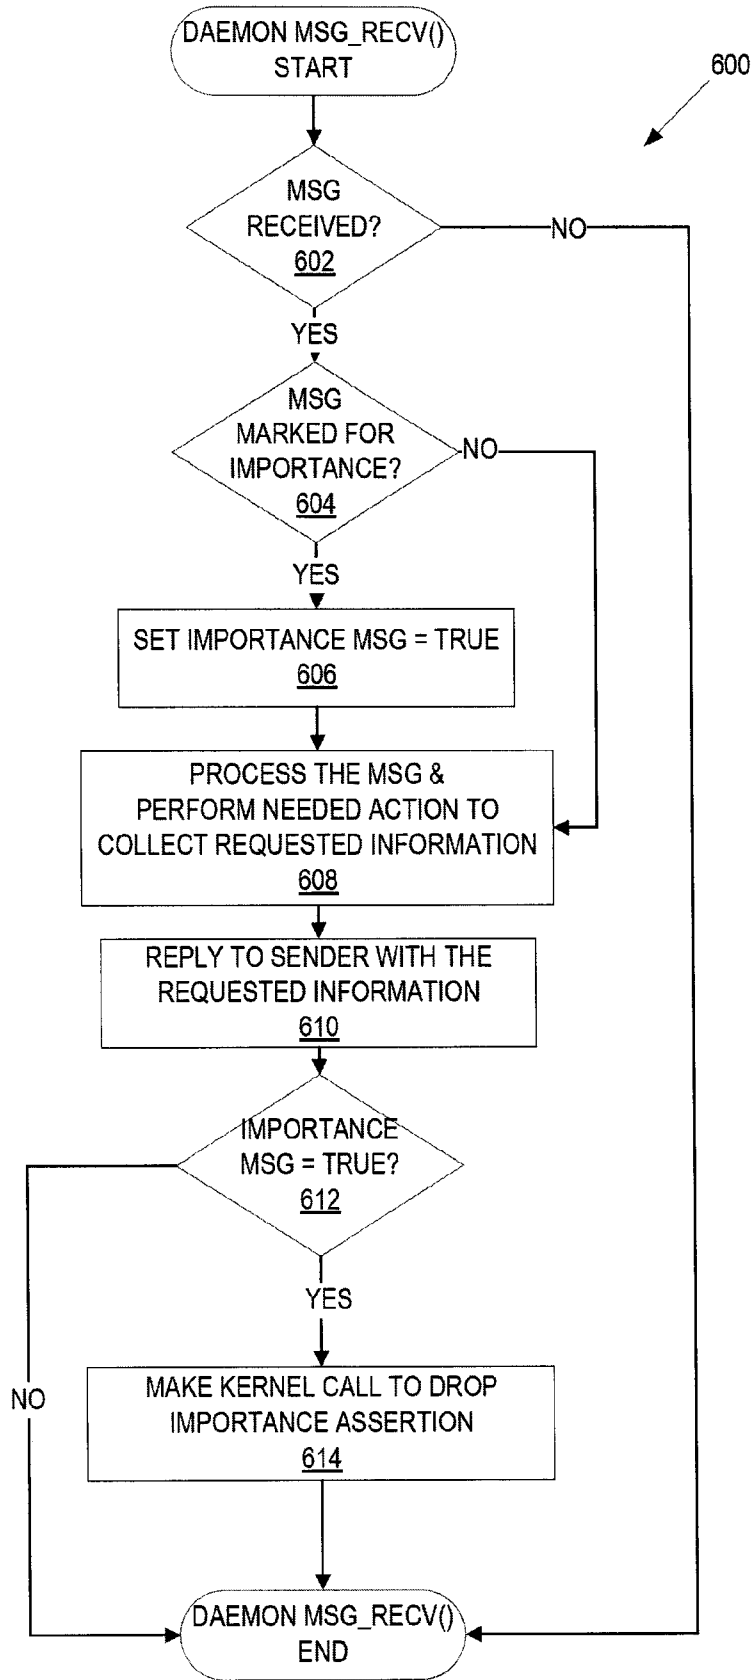 DAEMON MSG_RECV()
START
600
MSG
RECEIVED?
602
NO
YES
MSG
MARKED FOR
IMPORTANCE?
604
NO
YES
SET IMPORTANCE MSG = TRUE
606
PROCESS THE MSG &
PERFORM NEEDED ACTION TO
COLLECT REQUESTED INFORMATION
608
REPLY TO SENDER WITH THE
REQUESTED INFORMATION
610
IMPORTANCE
MSG = TRUE?
612
YES
NO
MAKE KERNEL CALL TO DROP
IMPORTANCE ASSERTION
614
DAEMON MSG_RECV()
END